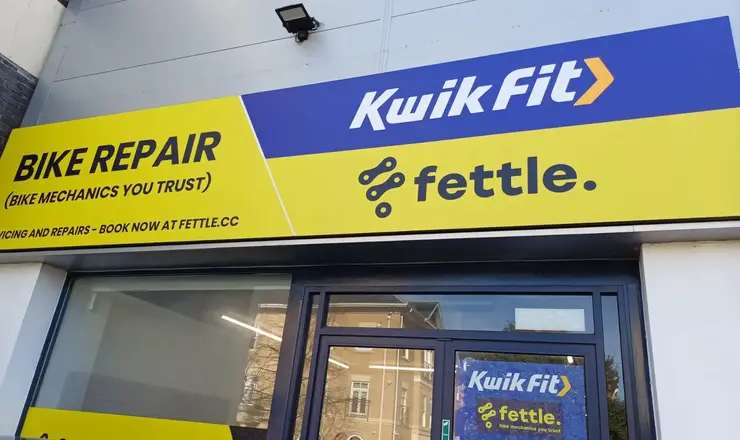 BIKE REPAIR
(BIKE MECHANICS YOU TRUST)
ICING AND REPAIRS - BOOK NOW AT FETTLE.CC
Kwik Fit
fettle.
Kwik Fit
fettle.
bike mechanics you trust